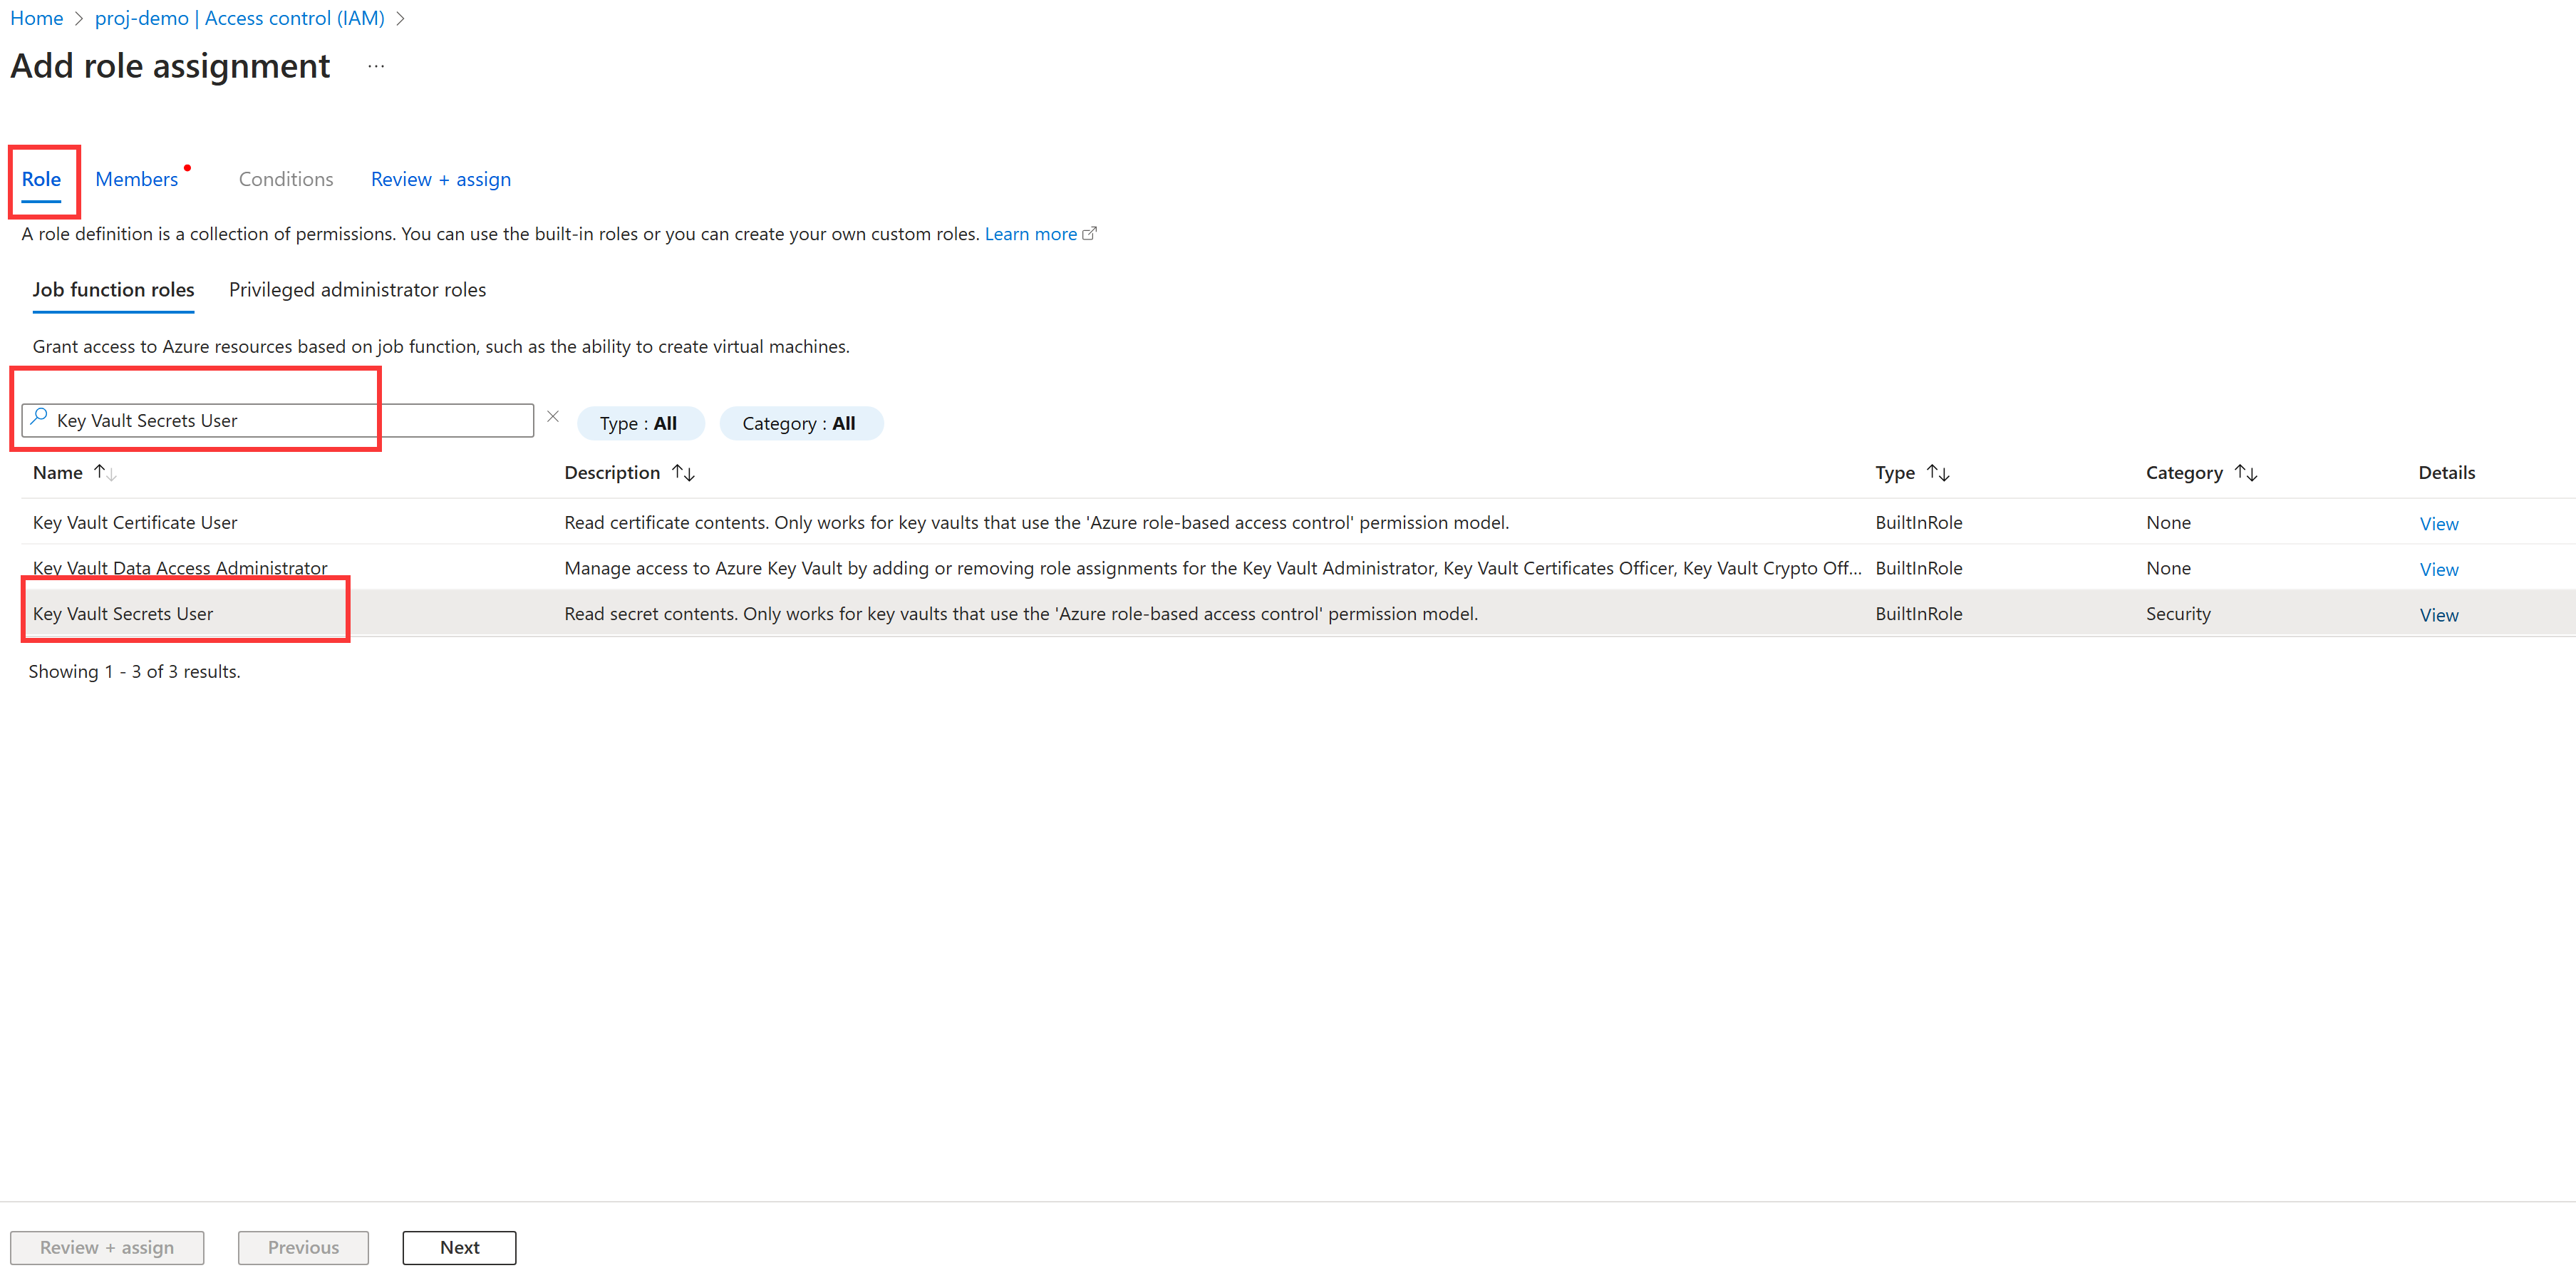 Home > proj-demo | Access control (IAM) >
Add role assignment ...
Role Members Conditions Review + assign
A role definition is a collection of permissions. You can use the built-in roles or you can create your own custom roles. Learn more
Job function roles Privileged administrator roles
Grant access to Azure resources based on job function, such as the ability to create virtual machines.
Key Vault Secrets User Type : All Category : All
Name Description Type Category Details
Key Vault Certificate User Read certificate contents. Only works for key vaults that use the 'Azure role-based access control' permission model. BuiltInRole None View
Key Vault Data Access Administrator Manage access to Azure Key Vault by adding or removing role assignments for the Key Vault Administrator, Key Vault Certificates Officer, Key Vault Crypto Off... BuiltInRole None View
Key Vault Secrets User Read secret contents. Only works for key vaults that use the 'Azure role-based access control' permission model. BuiltInRole Security View
Showing 1 - 3 of 3 results.
Review + assign Previous Next